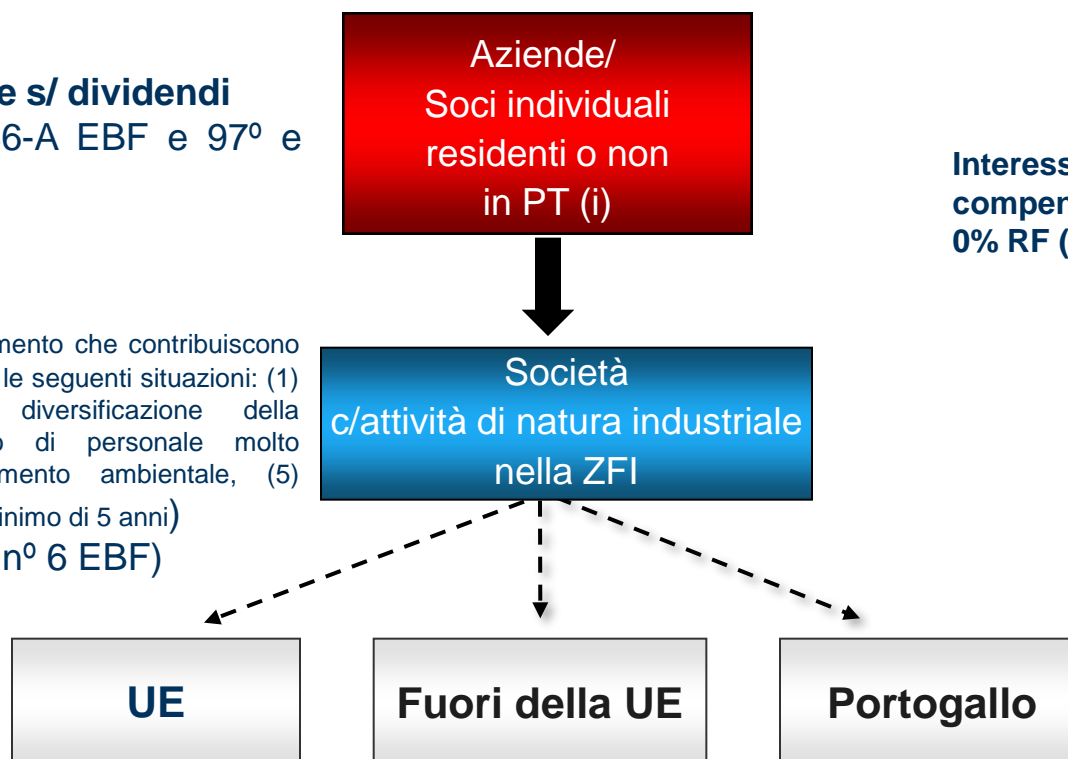 Aziende/
Soci individuali
residenti o non
in PT (i)
e s/ dividendi
6-A EBF e 97º e
Interess
compen
0% RF (
mento che contribuiscono
le seguenti situazioni: (1)
diversificazione della
o di personale molto
mento ambientale, (5)
inimo di 5 anni)
nº 6 EBF)
Società
c/attività di natura industriale
nella ZFI
UE
Fuori della UE
Portogallo